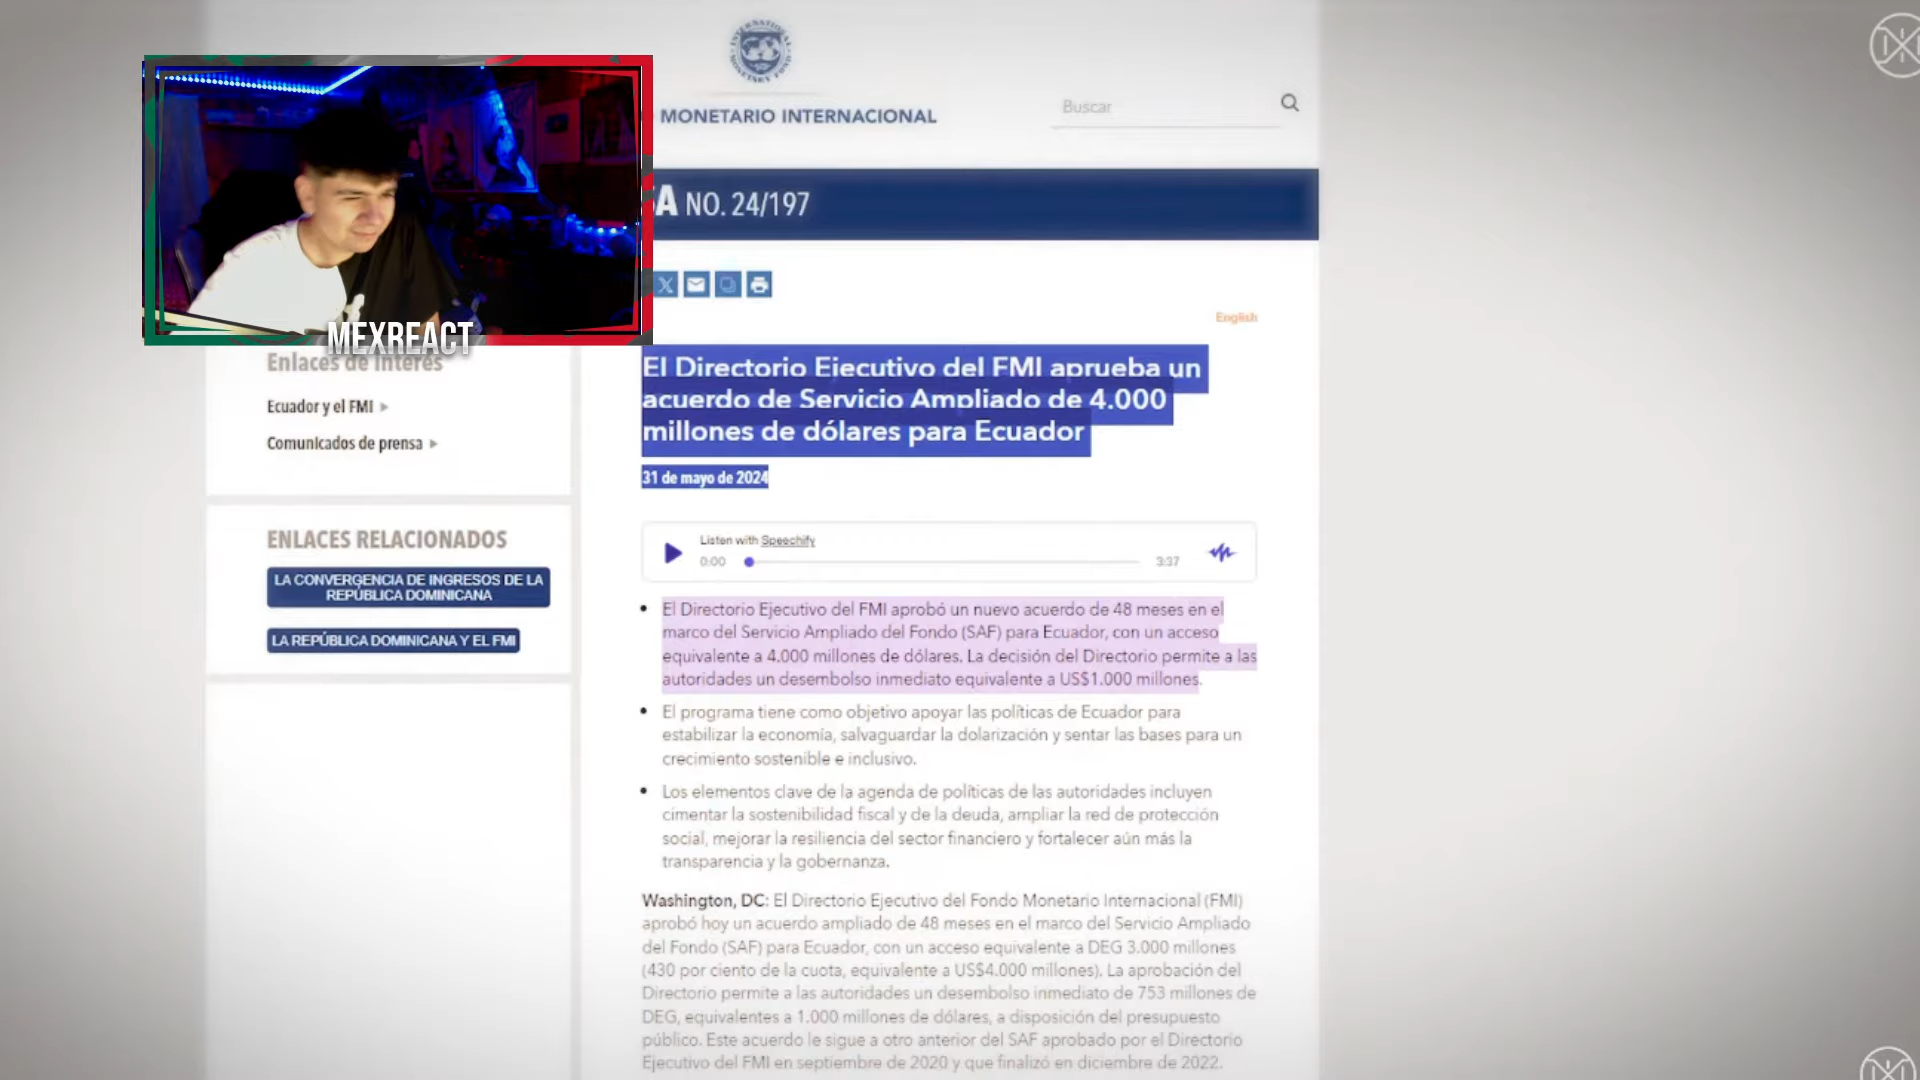 INTERNATIONAL MONETARY FUND
MONETARIO INTERNACIONAL
Buscar
A NO. 24/197
English
MEXREACT
Enlaces de interés
Ecuador y el FMI
Comunicados de prensa
ENLACES RELACIONADOS
LA CONVERGENCIA DE INGRESOS DE LA
REPÚBLICA DOMINICANA
LA REPÚBLICA DOMINICANA Y EL FMI
El Directorio Ejecutivo del FMI aprueba un
acuerdo de Servicio Ampliado de 4.000
millones de dólares para Ecuador
31 de mayo de 2024
Listen with Speechify
0:00
3:37
El Directorio Ejecutivo del FMI aprobó un nuevo acuerdo de 48 meses en el
marco del Servicio Ampliado del Fondo (SAF) para Ecuador, con un acceso
equivalente a 4.000 millones de dólares. La decisión del Directorio permite a las
autoridades un desembolso inmediato equivalente a US$1.000 millones.
El programa tiene como objetivo apoyar las políticas de Ecuador para
estabilizar la economía, salvaguardar la dolarización y sentar las bases para un
crecimiento sostenible e inclusivo.
Los elementos clave de la agenda de políticas de las autoridades incluyen
cimentar la sostenibilidad fiscal y de la deuda, ampliar la red de protección
social, mejorar la resiliencia del sector financiero y fortalecer aún más la
transparencia y la gobernanza.
Washington, DC: El Directorio Ejecutivo del Fondo Monetario Internacional (FMI)
aprobó hoy un acuerdo ampliado de 48 meses en el marco del Servicio Ampliado
del Fondo (SAF) para Ecuador, con un acceso equivalente a DEG 3.000 millones
(430 por ciento de la cuota, equivalente a US$4.000 millones). La aprobación del
Directorio permite a las autoridades un desembolso inmediato de 753 millones de
DEG, equivalentes a 1.000 millones de dólares, a disposición del presupuesto
público. Este acuerdo le sigue a otro anterior del SAF aprobado por el Directorio
Ejecutivo del FMI en septiembre de 2020 y que finalizó en diciembre de 2022.